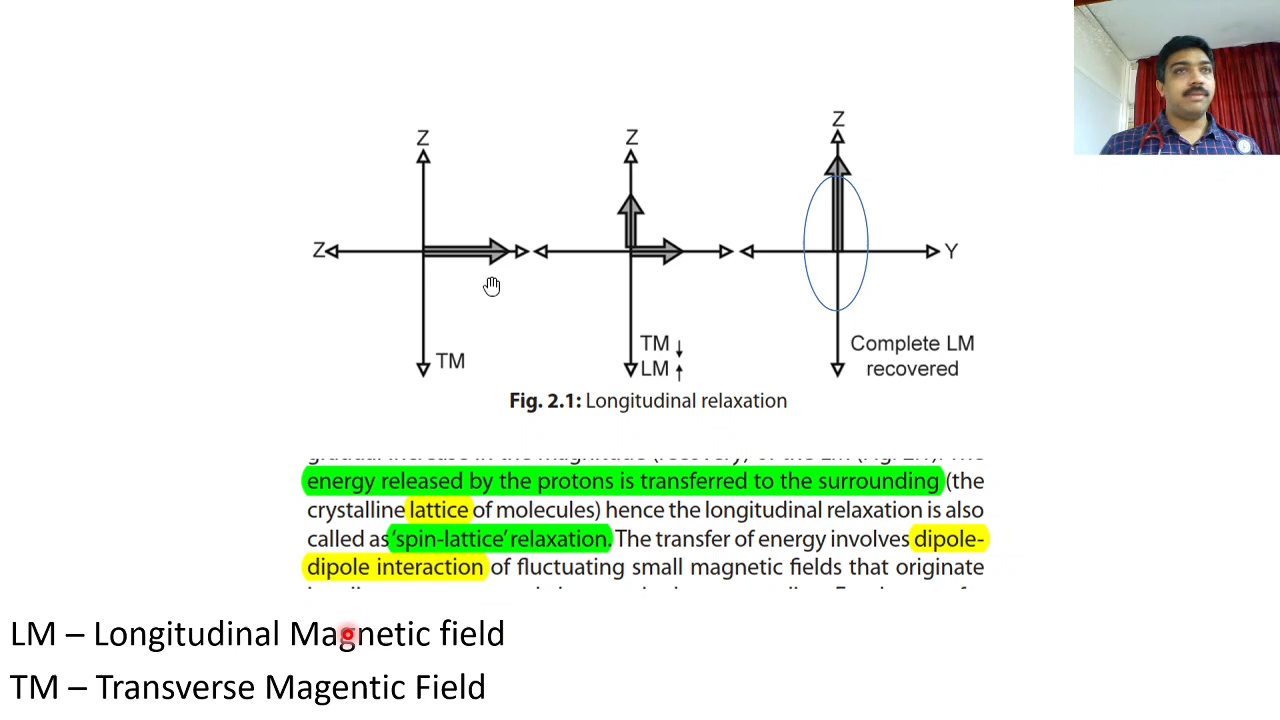 Z
Z
Z
Z
Y
TM
TM ↓
LM ↑
Complete LM
recovered
Fig. 2.1: Longitudinal relaxation
energy released by the protons is transferred to the surrounding (the
crystalline lattice of molecules) hence the longitudinal relaxation is also
called as ‘spin-lattice’ relaxation. The transfer of energy involves dipole-
dipole interaction of fluctuating small magnetic fields that originate
LM – Longitudinal Magnetic field
TM – Transverse Magentic Field